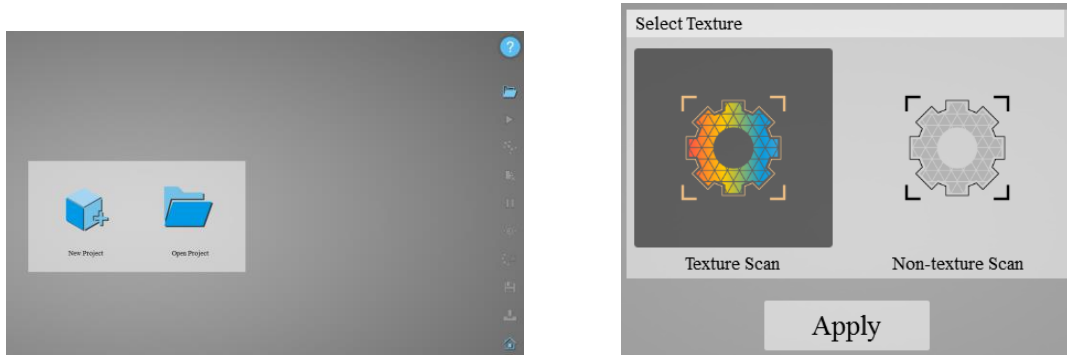 ?
New Project
Open Project
Select Texture
Texture Scan
Non-texture Scan
Apply